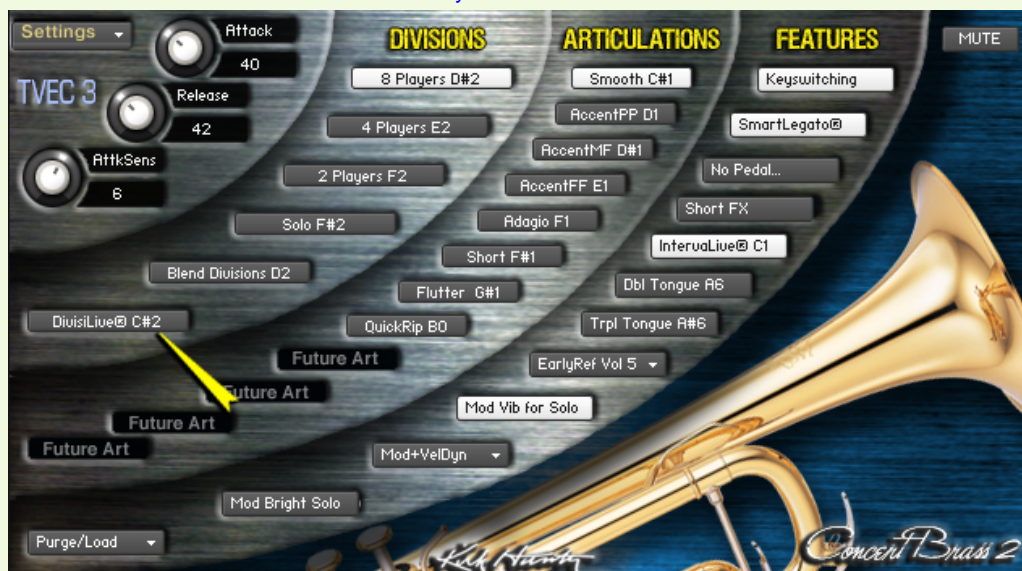 Settings
Attack
40
TVEC 3
Release
42
AttkSens
6
DIVISIONS
8 Players D#2
4 Players E2
2 Players F2
Solo F#2
Blend Divisions D2
DivisiLive® C#2
ARTICULATIONS
Smooth C#1
AccentPP D1
AccentMF D#1
AccentFF E1
Adagio F1
Short F#1
Flutter G#1
QuickRip B0
Future Art
Future Art
Future Art
Future Art
FEATURES
Keyswitching
SmartLegato®
No Pedal...
Short FX
IntervaLive® C1
Dbl Tongue A6
Trpl Tongue A#6
EarlyRef Vol 5
Mod Vib for Solo
Mod+VelDyn
Mod Bright Solo
Purge/Load
MUTE
Kirk Hunter
Concert Brass 2